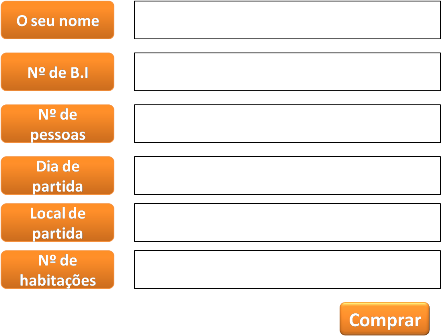 O seu nome
Nº de B.I
Nº de
pessoas
Dia de
partida
Local de
partida
Nº de
habitações
Comprar